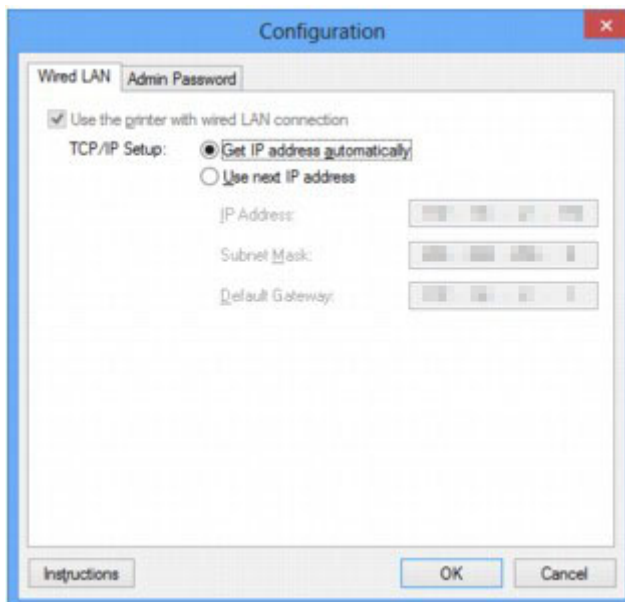 Configuration
Wired LAN Admin Password
Use the printer with wired LAN connection
TCP/IP Setup: Get IP address automatically
Use next IP address
IP Address:
Subnet Mask:
Default Gateway:
Instructions OK Cancel